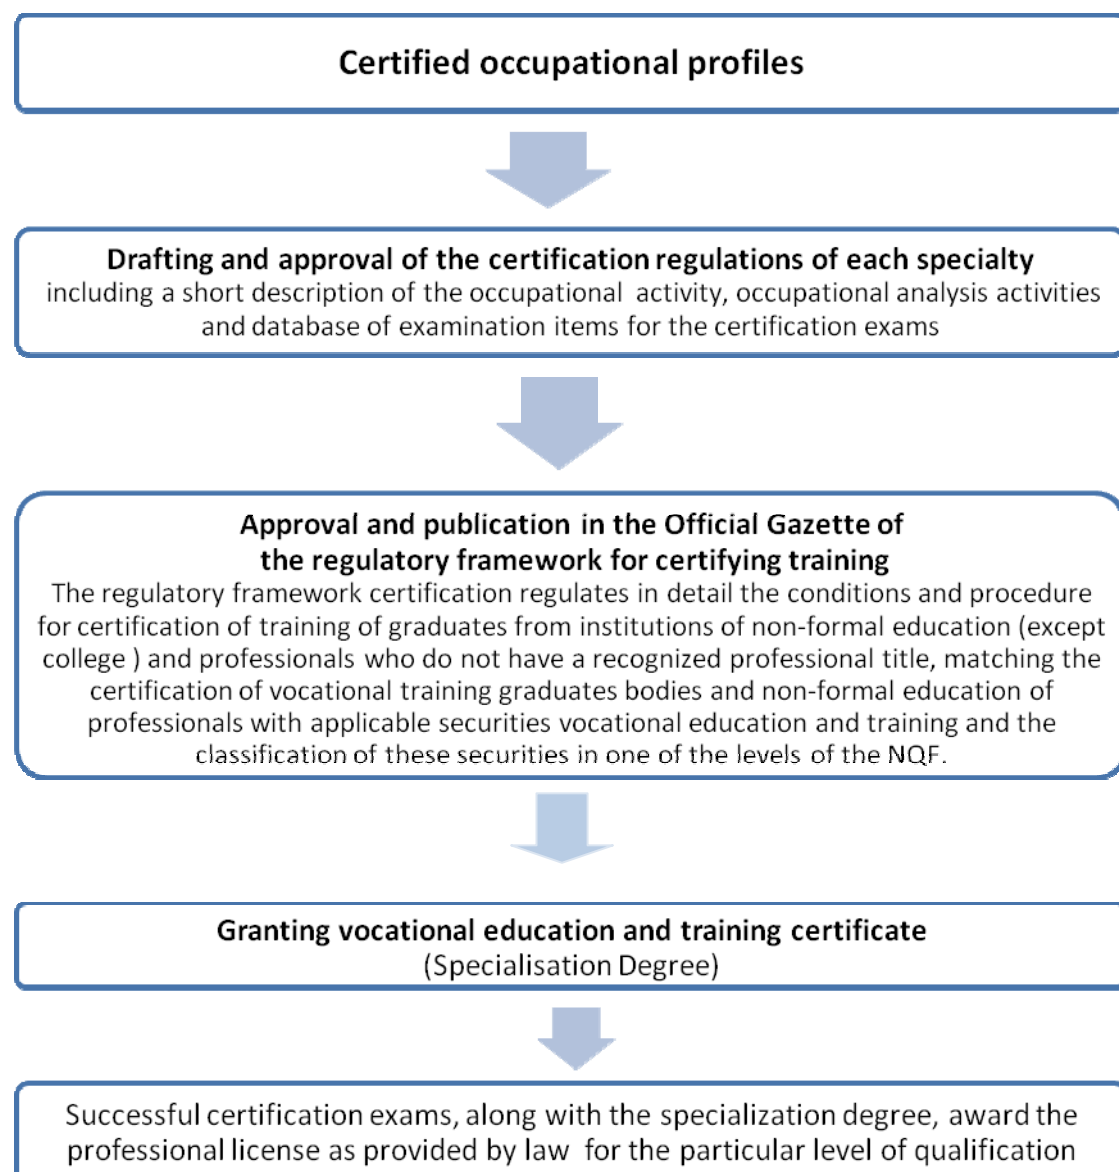 Certified occupational profiles
Drafting and approval of the certification regulations of each specialty
including a short description of the occupational activity, occupational analysis activities
and database of examination items for the certification exams
Approval and publication in the Official Gazette of
the regulatory framework for certifying training
The regulatory framework certification regulates in detail the conditions and procedure
for certification of training of graduates from institutions of non-formal education (except
college ) and professionals who do not have a recognized professional title, matching the
certification of vocational training graduates bodies and non-formal education of
professionals with applicable securities vocational education and training and the
classification of these securities in one of the levels of the NQF.
Granting vocational education and training certificate
(Specialisation Degree)
Successful certification exams, along with the specialization degree, award the
professional license as provided by law for the particular level of qualification